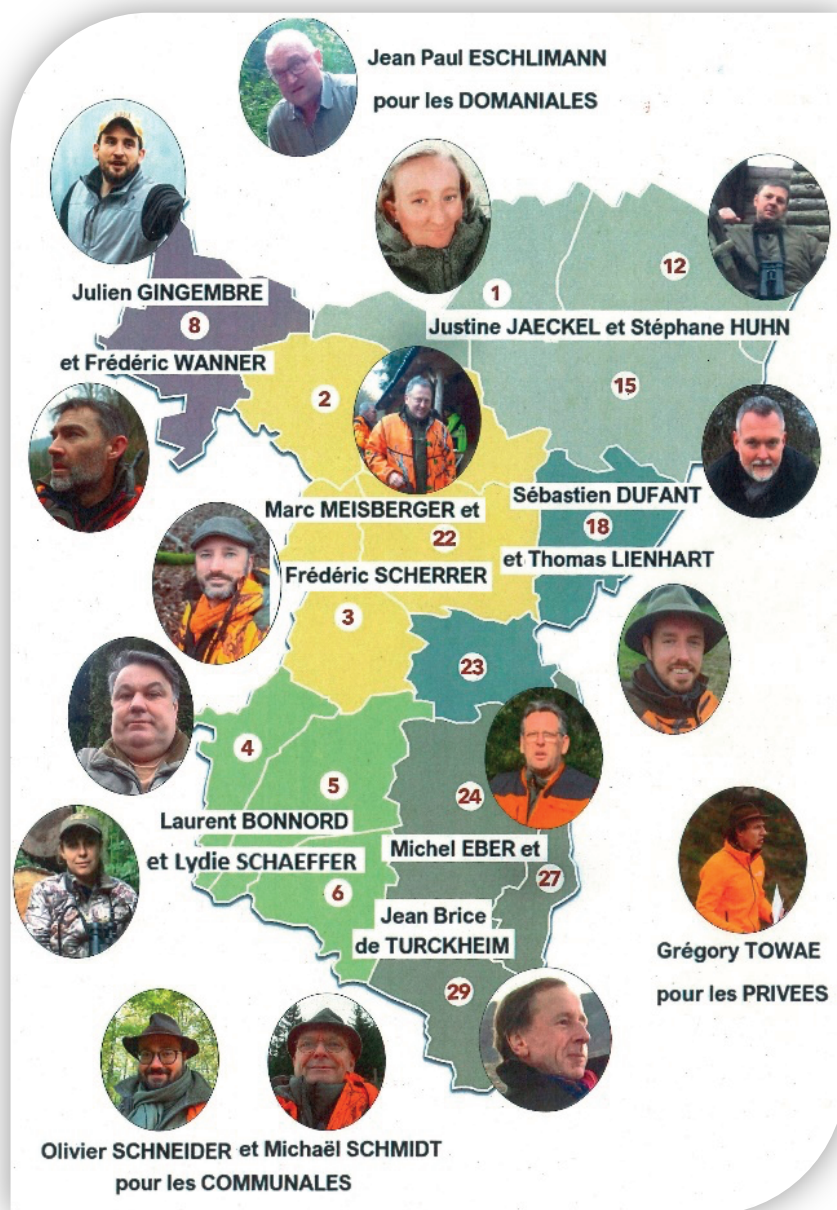 Jean Paul ESCHLIMANN
pour les DOMANIALES
Julien GINGEMBRE
8
et Frédéric WANNER
1
12
Justine JAECKEL et Stéphane HUHN
15
2
Marc MEISBERGER et
22
Frédéric SCHERRER
3
Sébastien DUFANT
18
et Thomas LIENHART
23
4
5
Laurent BONNORD
et Lydie SCHAEFFER
6
24
Michel EBER et
27
Jean Brice
de TURCKHEIM
29
Grégory TOWAE
pour les PRIVEES
Olivier SCHNEIDER et Michaël SCHMIDT
pour les COMMUNALES